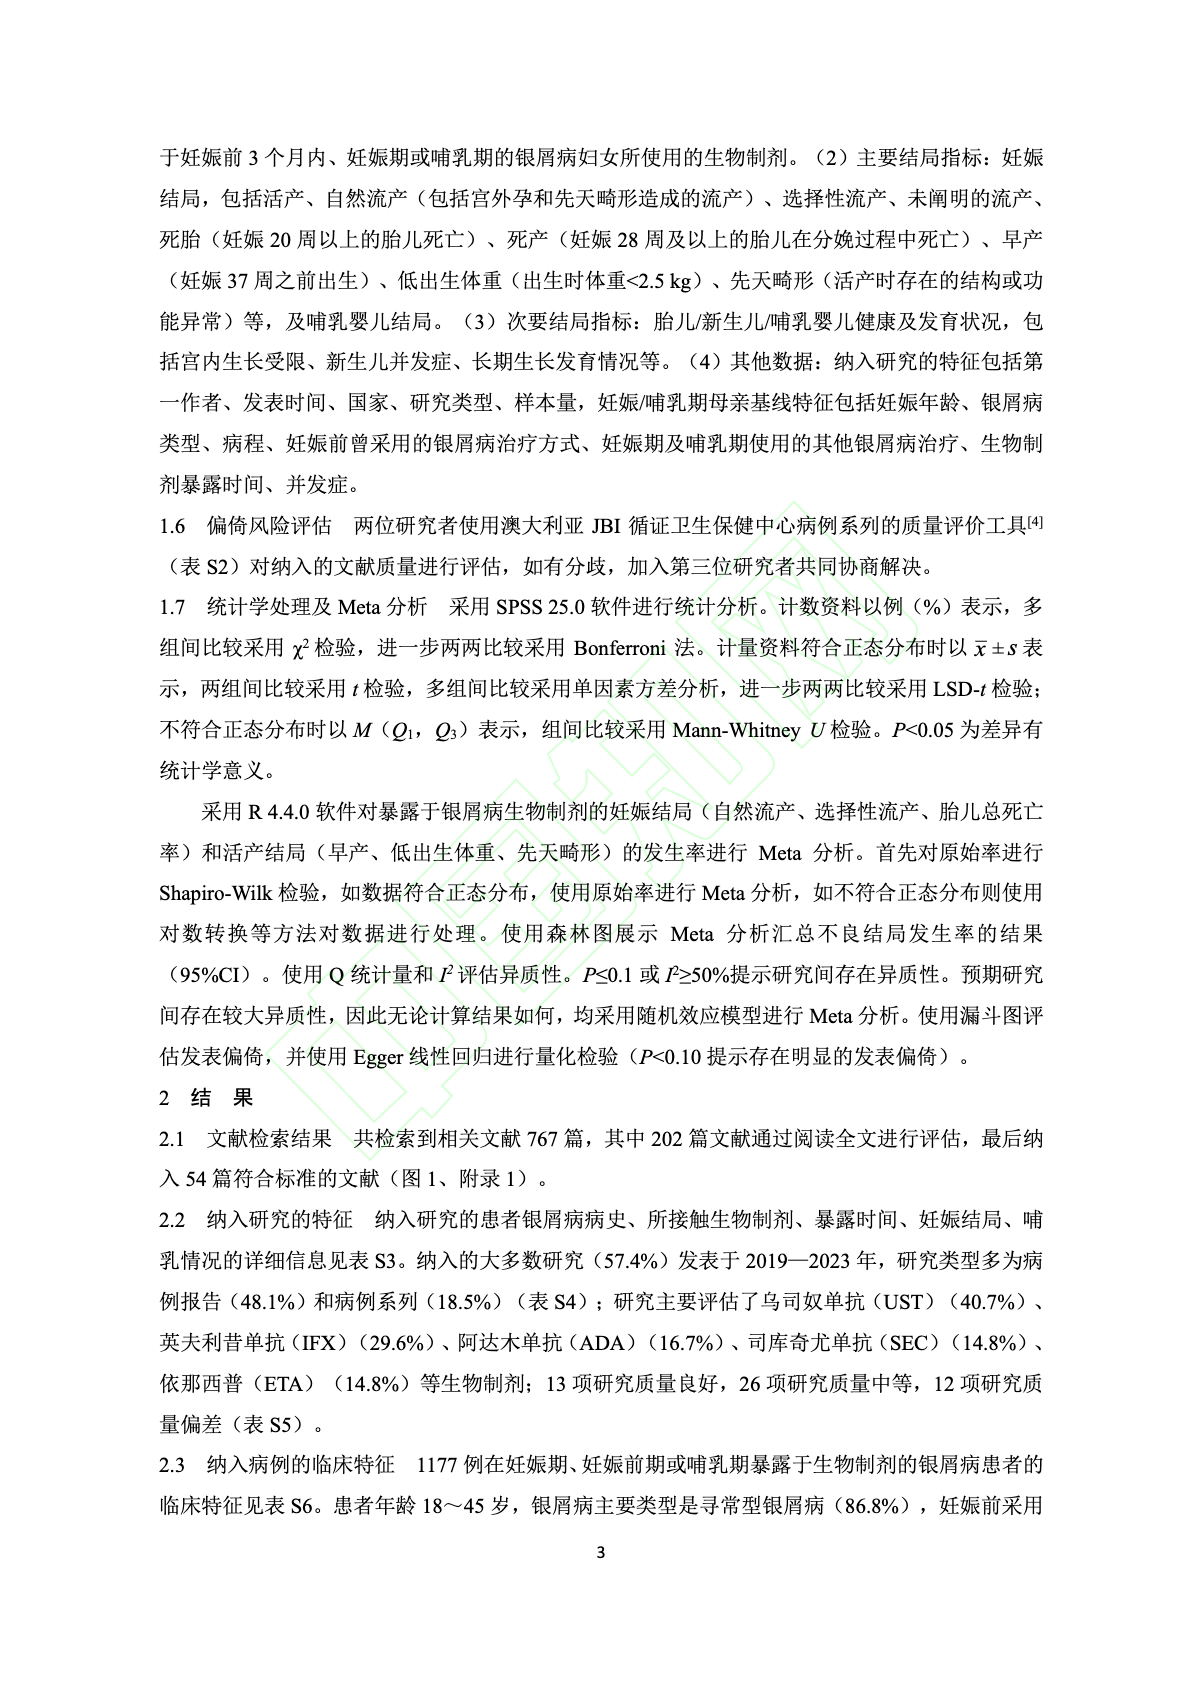 于妊娠前 3 个月内、妊娠期或哺乳期的银屑病妇女所使用的生物制剂。（2）主要结局指标：妊娠
结局，包括活产、自然流产（包括宫外孕和先天畸形造成的流产）、选择性流产、未阐明的流产、
死胎（妊娠 20 周以上的胎儿死亡）、死产（妊娠 28 周及以上的胎儿在分娩过程中死亡）、早产
（妊娠 37 周之前出生）、低出生体重（出生时体重<2.5 kg）、先天畸形（活产时存在的结构或功
能异常）等，及哺乳婴儿结局。（3）次要结局指标：胎儿/新生儿/哺乳婴儿健康及发育状况，包
括宫内生长受限、新生儿并发症、长期生长发育情况等。（4）其他数据：纳入研究的特征包括第
一作者、发表时间、国家、研究类型、样本量，妊娠/哺乳期母亲基线特征包括妊娠年龄、银屑病
类型、病程、妊娠前曾采用的银屑病治疗方式、妊娠期及哺乳期使用的其他银屑病治疗、生物制
剂暴露时间、并发症。
1.6 偏倚风险评估 两位研究者使用澳大利亚 JBI 循证卫生保健中心病例系列的质量评价工具[4]
（表 S2）对纳入的文献质量进行评估，如有分歧，加入第三位研究者共同协商解决。
1.7 统计学处理及 Meta 分析 采用 SPSS 25.0 软件进行统计分析。计数资料以例（%）表示，多
组间比较采用 χ² 检验，进一步两两比较采用 Bonferroni 法。计量资料符合正态分布时以 x̅ ± s 表
示，两组间比较采用 t 检验，多组间比较采用单因素方差分析，进一步两两比较采用 LSD-t 检验；
不符合正态分布时以 M（Q₁，Q₃）表示，组间比较采用 Mann-Whitney U 检验。P<0.05 为差异有
统计学意义。
采用 R 4.4.0 软件对暴露于银屑病生物制剂的妊娠结局（自然流产、选择性流产、胎儿总死亡
率）和活产结局（早产、低出生体重、先天畸形）的发生率进行 Meta 分析。首先对原始率进行
Shapiro-Wilk 检验，如数据符合正态分布，使用原始率进行 Meta 分析，如不符合正态分布则使用
对数转换等方法对数据进行处理。使用森林图展示 Meta 分析汇总不良结局发生率的结果
（95%CI）。使用 Q 统计量和 I² 评估异质性。P≤0.1 或 I²≥50%提示研究间存在异质性。预期研究
间存在较大异质性，因此无论计算结果如何，均采用随机效应模型进行 Meta 分析。使用漏斗图评
估发表偏倚，并使用 Egger 线性回归进行量化检验（P<0.10 提示存在明显的发表偏倚）。
2 结 果
2.1 文献检索结果 共检索到相关文献 767 篇，其中 202 篇文献通过阅读全文进行评估，最后纳
入 54 篇符合标准的文献（图 1、附录 1）。
2.2 纳入研究的特征 纳入研究的患者银屑病病史、所接触生物制剂、暴露时间、妊娠结局、哺
乳情况的详细信息见表 S3。纳入的大多数研究（57.4%）发表于 2019—2023 年，研究类型多为病
例报告（48.1%）和病例系列（18.5%）（表 S4）；研究主要评估了乌司奴单抗（UST）（40.7%）、
英夫利昔单抗（IFX）（29.6%）、阿达木单抗（ADA）（16.7%）、司库奇尤单抗（SEC）（14.8%）、
依那西普（ETA）（14.8%）等生物制剂；13 项研究质量良好，26 项研究质量中等，12 项研究质
量偏差（表 S5）。
2.3 纳入病例的临床特征 1177 例在妊娠期、妊娠前期或哺乳期暴露于生物制剂的银屑病患者的
临床特征见表 S6。患者年龄 18～45 岁，银屑病主要类型是寻常型银屑病（86.8%），妊娠前采用
3
中国知网